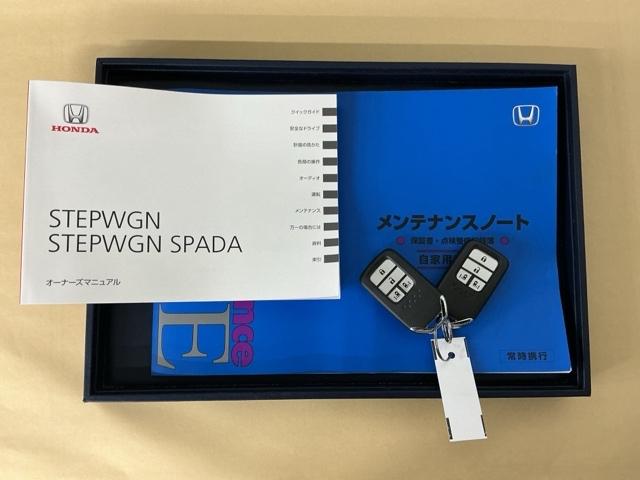 HONDA
STEPWGN
STEPWGN SPADA
オーナーズマニュアル
クイックガイド
安全なドライブ
計器の見かた
各部の操作
オーディオ
運転
メンテナンス
万一の場合には
資料
索引
メンテナンスノート
保証書・点検整備
自家用
常時携行
nce
E